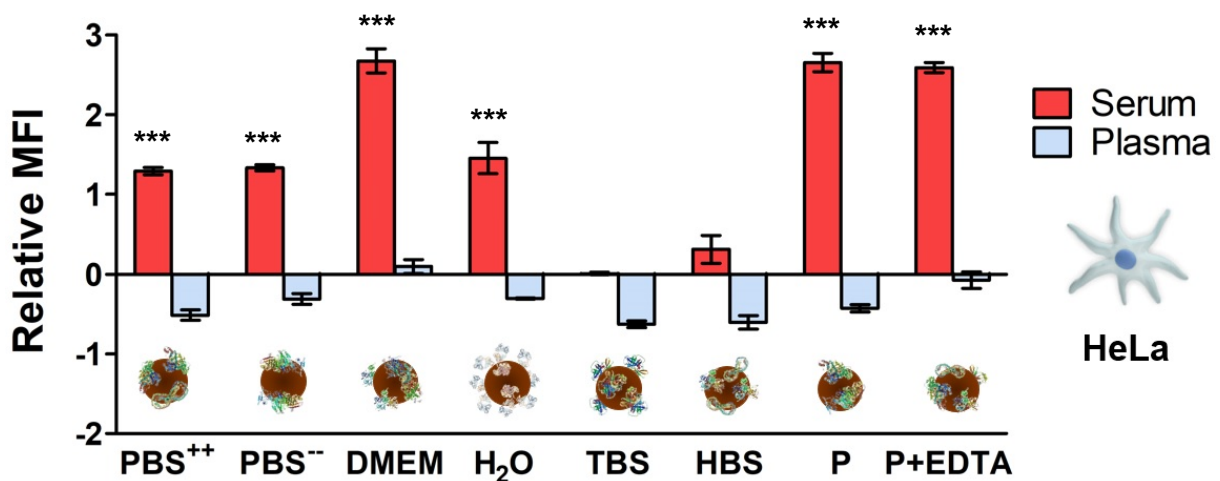 Relative MFI
3
2
1
0
-1
-2
***
***
***
***
***
***
Serum
Plasma
HeLa
PBS⁺⁺ PBS⁻⁻ DMEM H₂O TBS HBS P P+EDTA